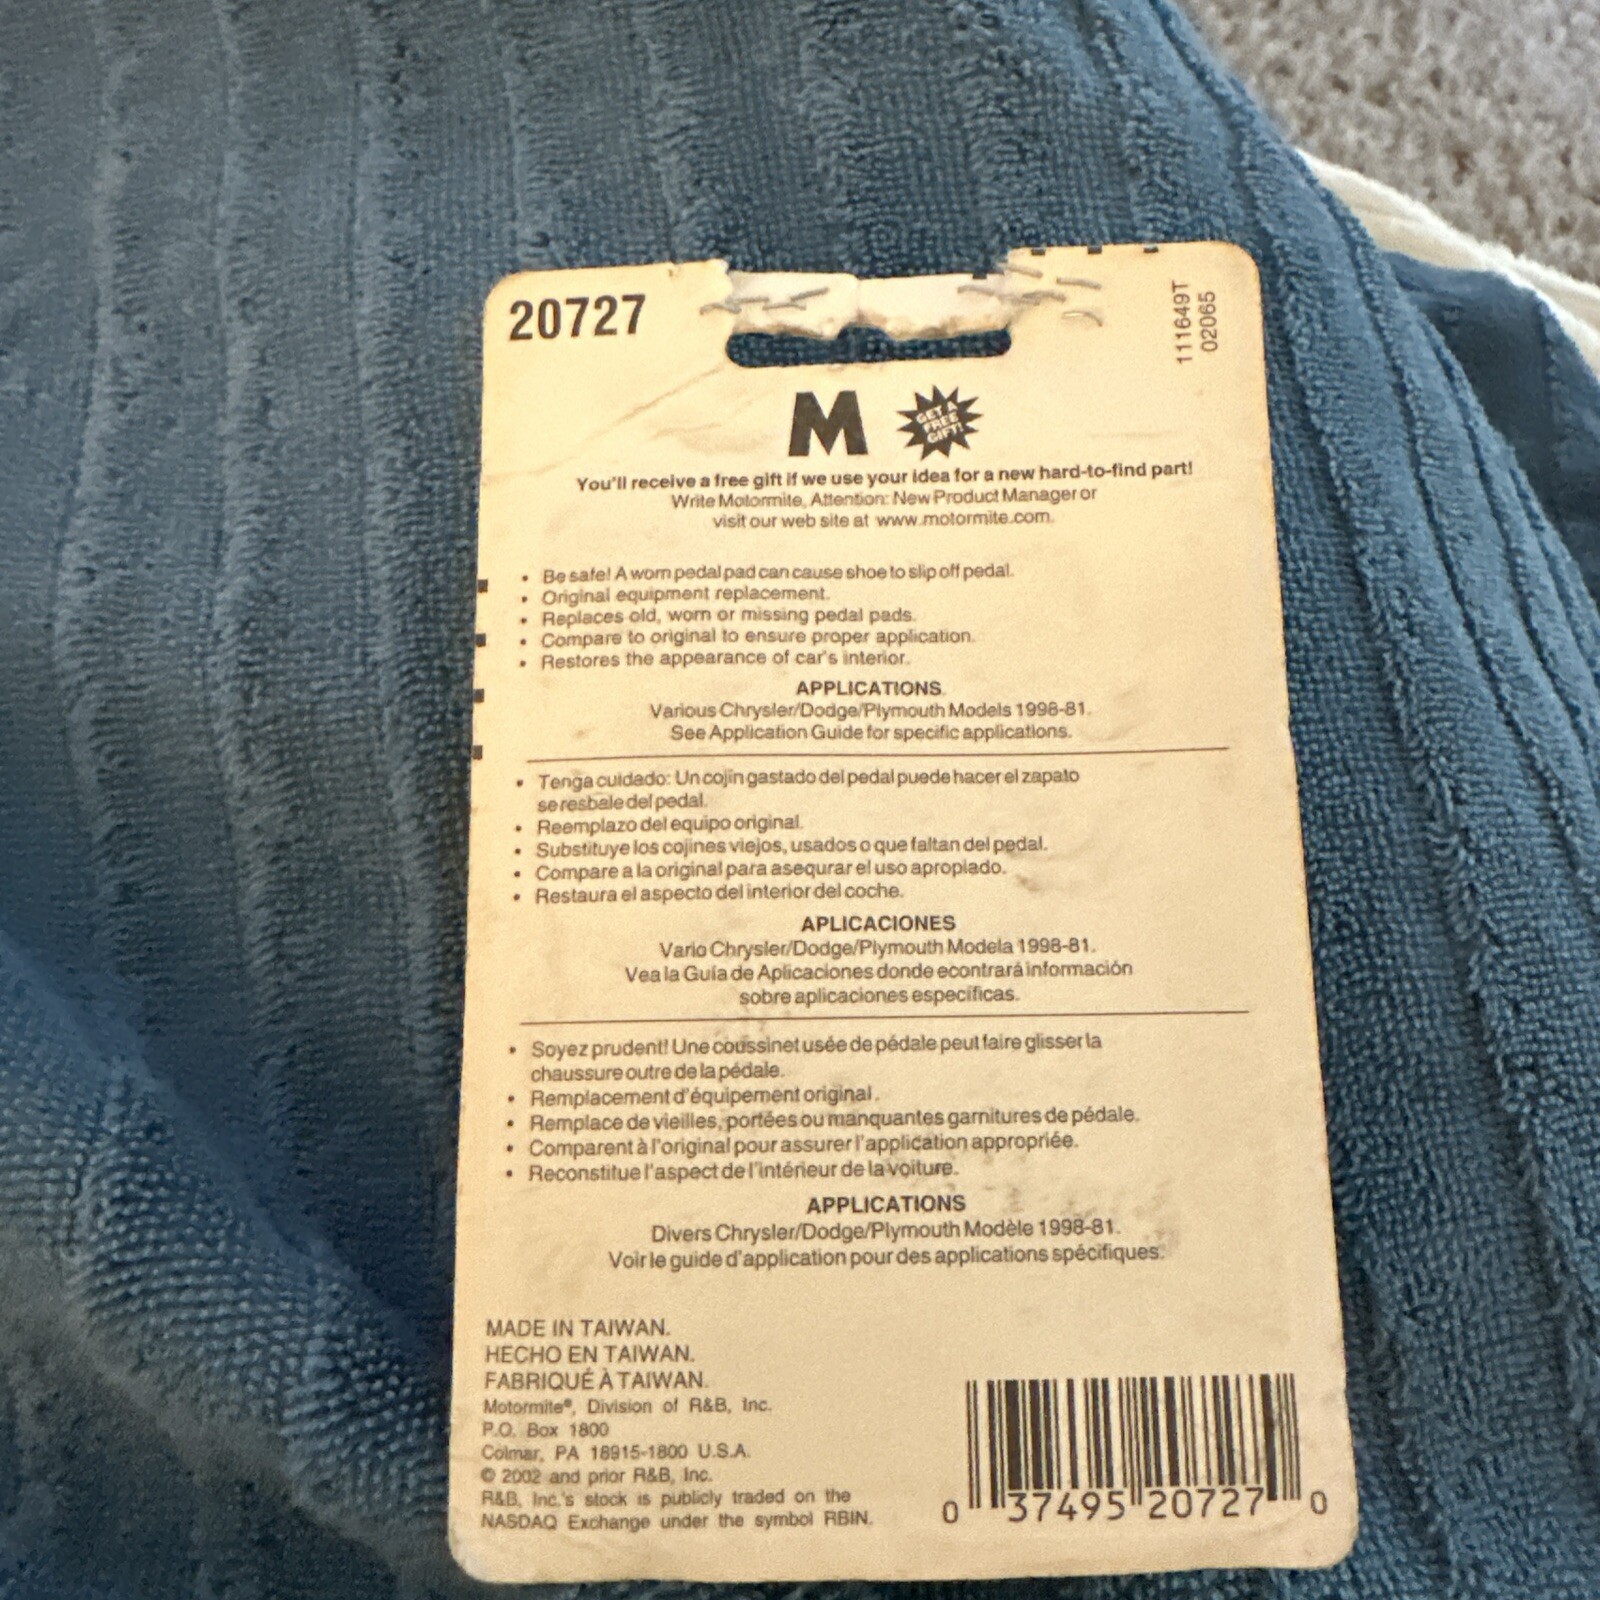 20727
111649T
02065
M
GET A
FREE
GIFT!
You'll receive a free gift if we use your idea for a new hard-to-find part!
Write Motormite, Attention: New Product Manager or
visit our web site at www.motormite.com.
• Be safe! A worn pedal pad can cause shoe to slip off pedal.
• Original equipment replacement.
• Replaces old, worn or missing pedal pads.
• Compare to original to ensure proper application.
• Restores the appearance of car's interior.
APPLICATIONS
Various Chrysler/Dodge/Plymouth Models 1998-81.
See Application Guide for specific applications.
• Tenga cuidado: Un cojín gastado del pedal puede hacer el zapato
se resbale del pedal.
• Reemplazo del equipo original.
• Substituye los cojines viejos, usados o que faltan del pedal.
• Compare a la original para asequrar el uso apropiado.
• Restaura el aspecto del interior del coche.
APLICACIONES
Vario Chrysler/Dodge/Plymouth Modela 1998-81.
Vea la Guía de Aplicaciones donde econtrará información
sobre aplicaciones específicas.
• Soyez prudent! Une coussinet usée de pédale peut faire glisser la
chaussure outre de la pédale.
• Remplacement d'équipement original.
• Remplace de vieilles, portées ou manquantes garnitures de pédale.
• Comparent à l'original pour assurer l'application appropriée.
• Reconstitue l'aspect de l'intérieur de la voiture.
APPLICATIONS
Divers Chrysler/Dodge/Plymouth Modèle 1998-81.
Voir le guide d'application pour des applications spécifiques.
MADE IN TAIWAN.
HECHO EN TAIWAN.
FABRIQUÉ À TAIWAN.
Motormite®, Division of R&B, Inc.
P.O. Box 1800
Colmar, PA 18915-1800 U.S.A.
© 2002 and prior R&B, Inc.
R&B, Inc.'s stock is publicly traded on the
NASDAQ Exchange under the symbol RBIN.
0 37495 20727 0